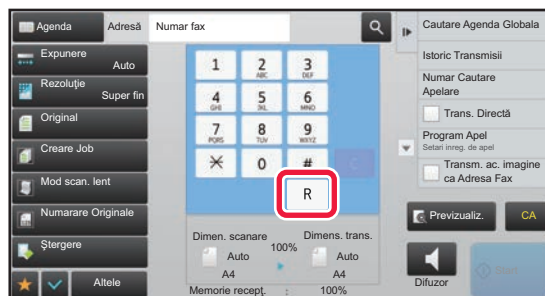 Agenda
Adresă
Numar fax
Expunere
Auto
Rezoluţie
Super fin
Original
Creare Job
Mod scan. lent
Numarare Originale
Ştergere
Altele
1
2 ABC
3 DEF
4 GHI
5 JKL
6 MNO
7 PQRS
8 TUV
9 WXYZ
0
#
C
R
Dimen. scanare
100%
Dimens. trans.
Auto
A4
Auto
A4
Memorie recepţ. : 100%
Cautare Agenda Globala
Istoric Transmisii
Numar Cautare
Apelare
Trans. Directă
Program Apel
Setari inreg. de apel
Transm. ac. imagine
ca Adresa Fax
Previzualiz.
CA
Difuzor
Start